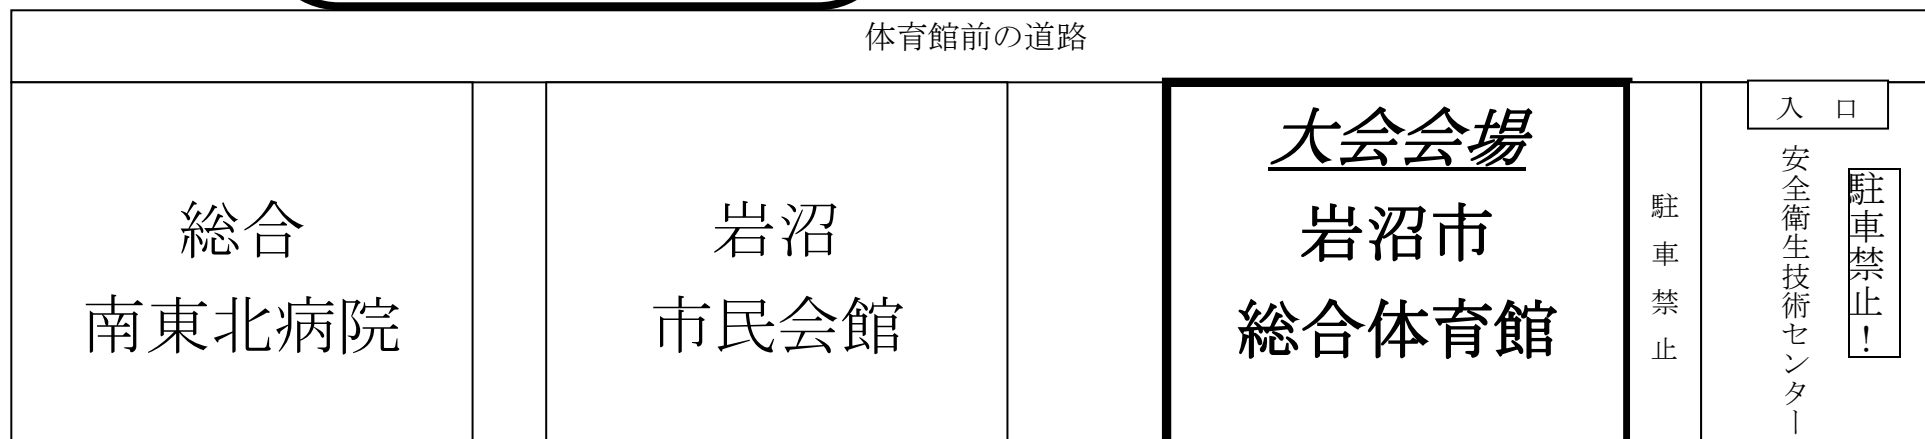 体育館前の道路
総合
南東北病院
岩沼
市民会館
大会会場
岩沼市
総合体育館
駐車禁止
入 口
安全衛生技術センター
駐車禁止！